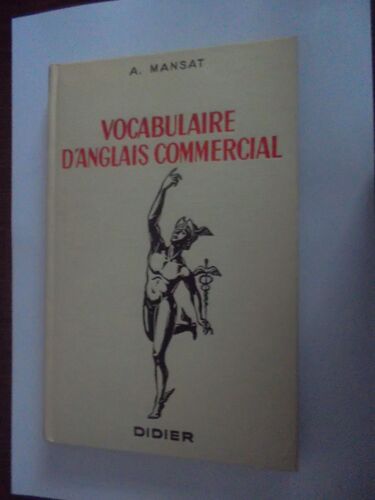 A. MANSAT
VOCABULAIRE
D'ANGLAIS COMMERCIAL
DIDIER